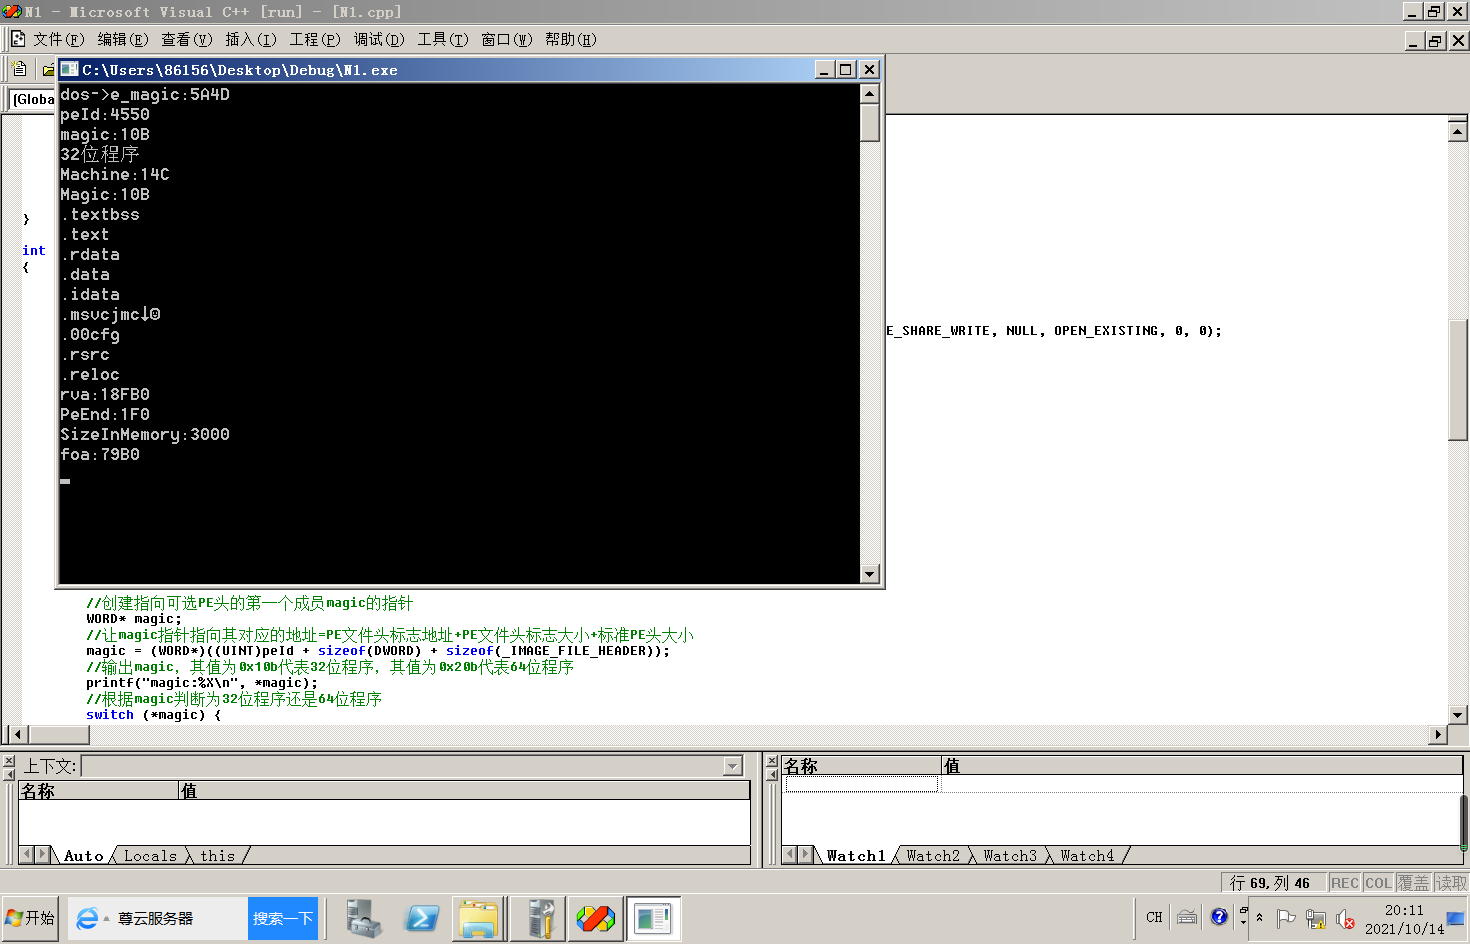 N1 - Microsoft Visual C++ [run] - [N1.cpp]
文件(F) 编辑(E) 查看(V) 插入(I) 工程(P) 调试(D) 工具(T) 窗口(W) 帮助(H)
C:\Users\86156\Desktop\Debug\N1.exe
(Globa
dos->e_magic:5A4D
peId:4550
magic:10B
32位程序
Machine:14C
Magic:10B
.textbss
.text
.rdata
.data
.idata
.msvcjmc↓☺
.00cfg
.rsrc
.reloc
rva:18FB0
PeEnd:1F0
SizeInMemory:3000
foa:79B0
}
int
{
E_SHARE_WRITE, NULL, OPEN_EXISTING, 0, 0);
//创建指向可选PE头的第一个成员magic的指针
WORD* magic;
//让magic指针指向其对应的地址=PE文件头标志地址+PE文件头标志大小+标准PE头大小
magic = (WORD*)((UINT)peId + sizeof(DWORD) + sizeof(_IMAGE_FILE_HEADER));
//输出magic, 其值为0x10b代表32位程序, 其值为0x20b代表64位程序
printf("magic:%X\n", *magic);
//根据magic判断为32位程序还是64位程序
switch (*magic) {
上下文:
名称 值
Auto Locals this
名称 值
Watch1 Watch2 Watch3 Watch4
行 69, 列 46 REC COL 覆盖 读取
开始 尊云服务器 搜索一下 CH
20:11
2021/10/14